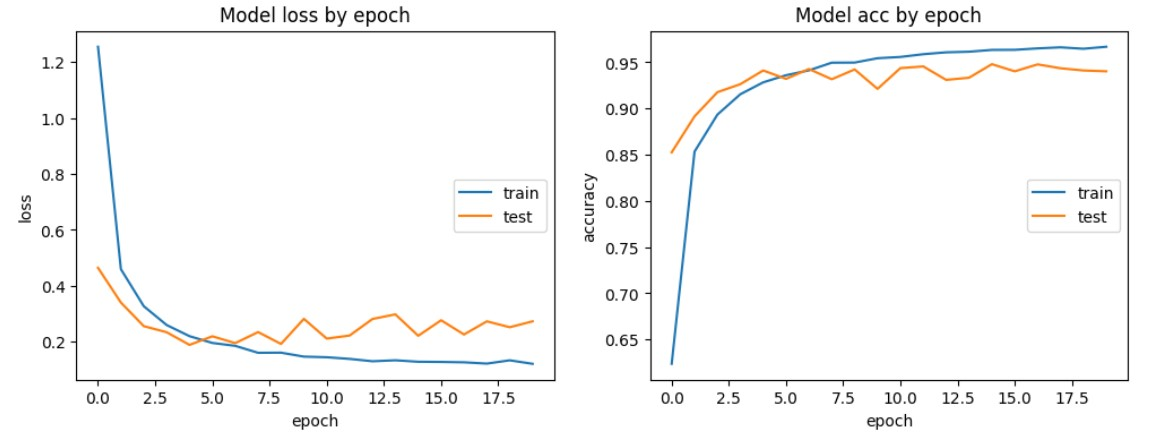 Model loss by epoch
1.2
1.0
0.8
0.6
0.4
0.2
loss
train
test
0.0 2.5 5.0 7.5 10.0 12.5 15.0 17.5
epoch
Model acc by epoch
0.95
0.90
0.85
0.80
0.75
0.70
0.65
accuracy
train
test
0.0 2.5 5.0 7.5 10.0 12.5 15.0 17.5
epoch